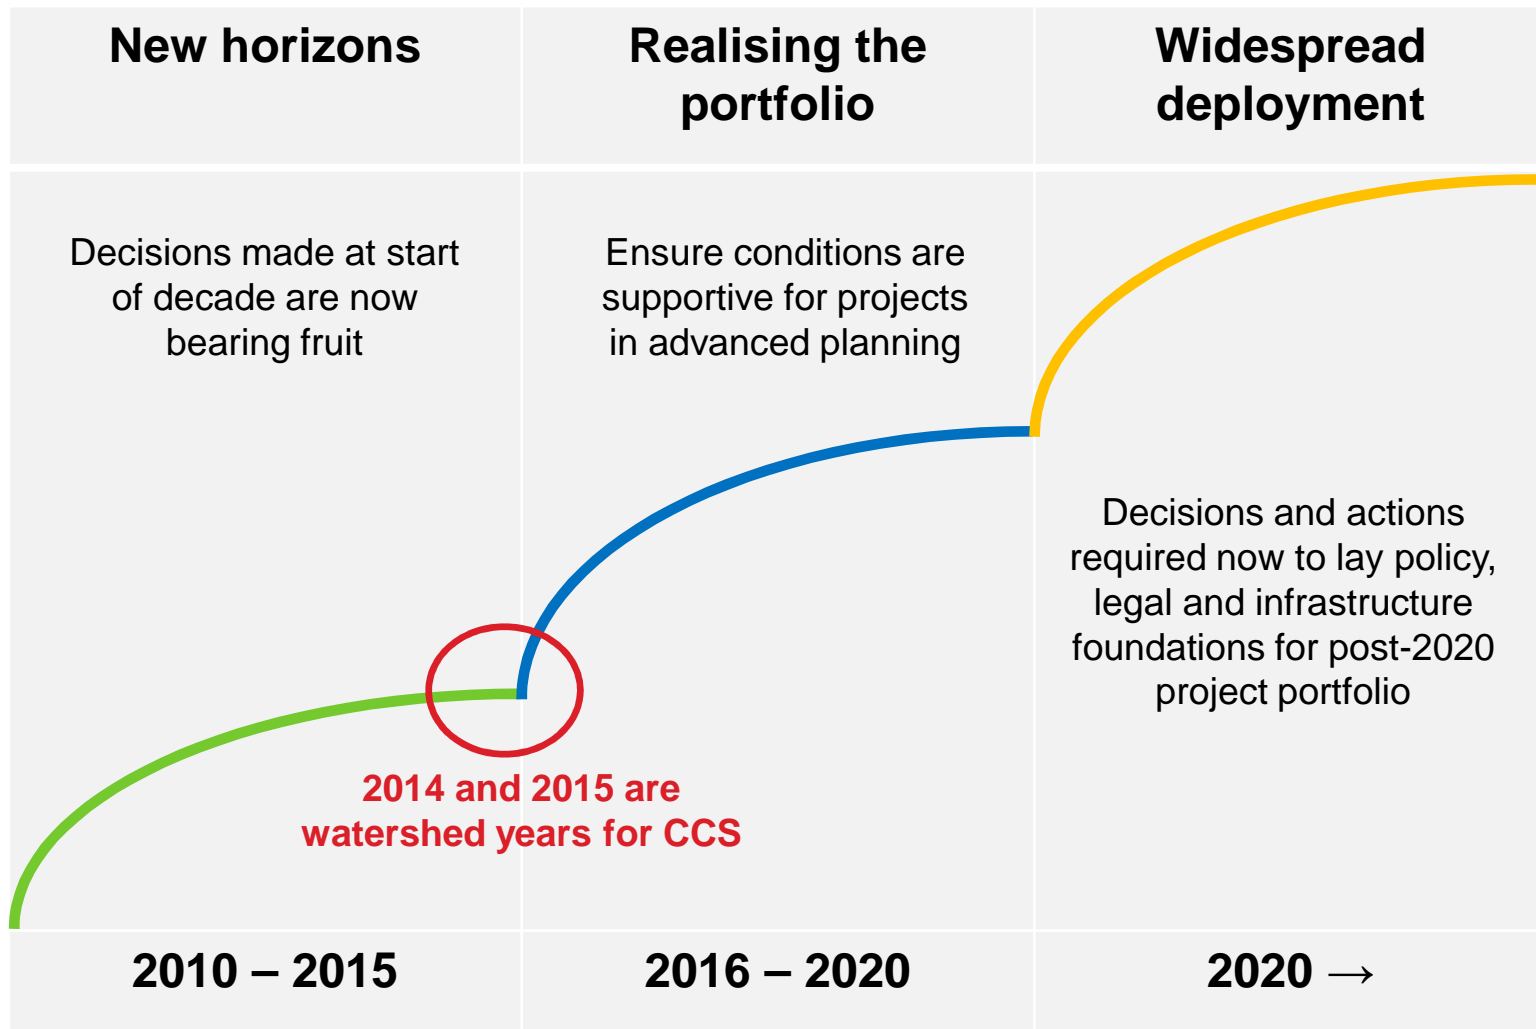 New horizons
Realising the
portfolio
Widespread
deployment
Decisions made at start
of decade are now
bearing fruit
Ensure conditions are
supportive for projects
in advanced planning
Decisions and actions
required now to lay policy,
legal and infrastructure
foundations for post-2020
project portfolio
2014 and 2015 are
watershed years for CCS
2010 – 2015
2016 – 2020
2020 →